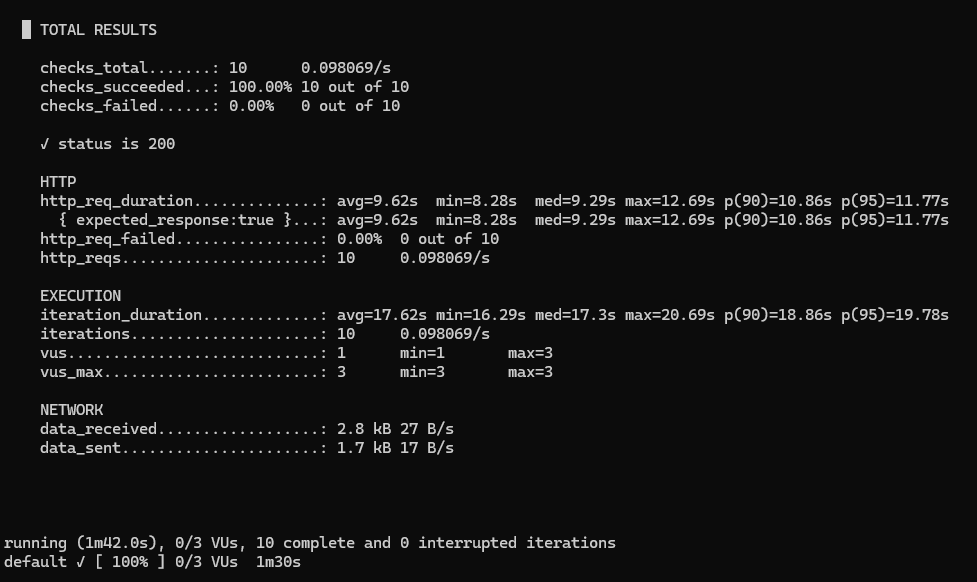 TOTAL RESULTS
checks_total.......: 10      0.098069/s
checks_succeeded...: 100.00% 10 out of 10
checks_failed......: 0.00%   0 out of 10
✓ status is 200
HTTP
http_req_duration..............: avg=9.62s  min=8.28s  med=9.29s max=12.69s p(90)=10.86s p(95)=11.77s
{ expected_response:true }...: avg=9.62s  min=8.28s  med=9.29s max=12.69s p(90)=10.86s p(95)=11.77s
http_req_failed................: 0.00%  0 out of 10
http_reqs......................: 10     0.098069/s
EXECUTION
iteration_duration.............: avg=17.62s min=16.29s med=17.3s max=20.69s p(90)=18.86s p(95)=19.78s
iterations.....................: 10     0.098069/s
vus............................: 1      min=1       max=3
vus_max........................: 3      min=3       max=3
NETWORK
data_received..................: 2.8 kB 27 B/s
data_sent......................: 1.7 kB 17 B/s
running (1m42.0s), 0/3 VUs, 10 complete and 0 interrupted iterations
default ✓ [ 100% ] 0/3 VUs  1m30s